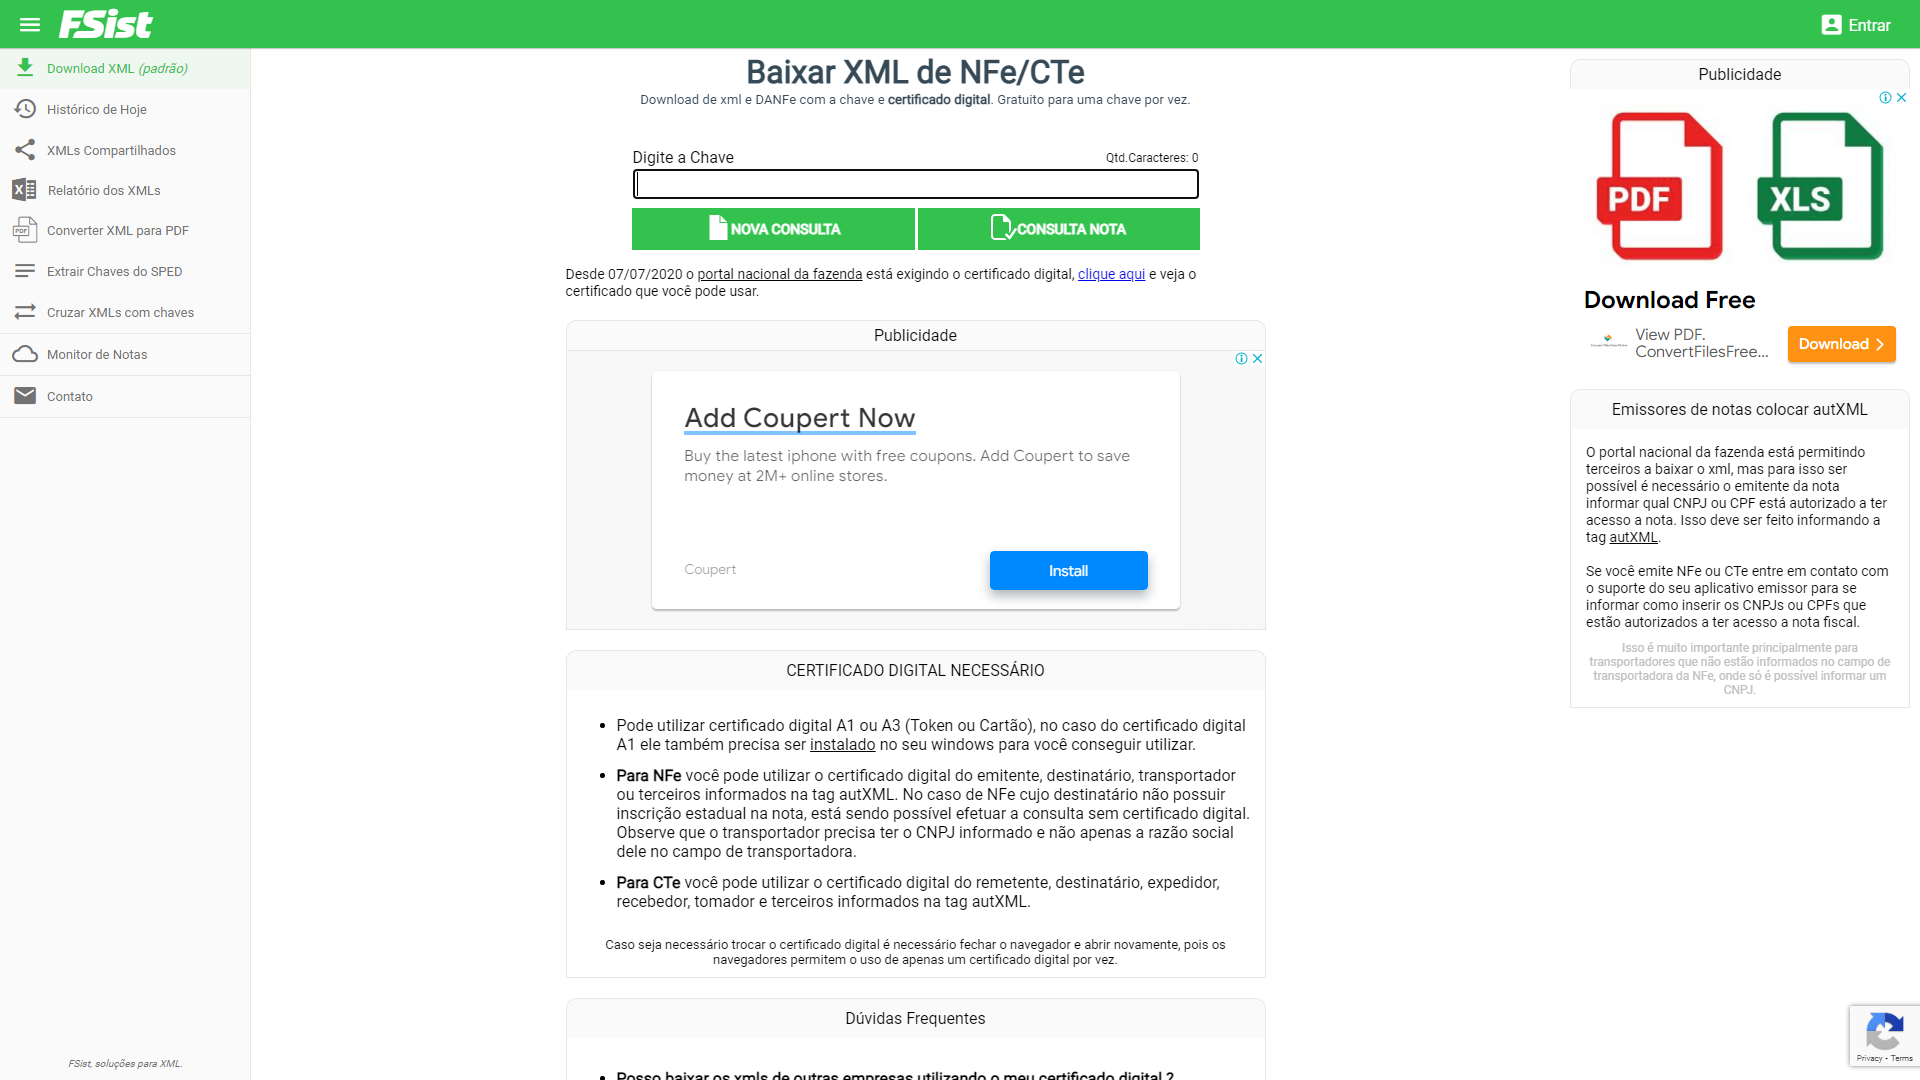 FSist
Entrar
Download XML (padrão)
Histórico de Hoje
XMLs Compartilhados
Relatório dos XMLs
Converter XML para PDF
Extrair Chaves do SPED
Cruzar XMLs com chaves
Monitor de Notas
Contato
FSist, soluções para XML.
Baixar XML de NFe/CTe
Download de xml e DANFe com a chave e certificado digital. Gratuito para uma chave por vez.
Digite a Chave
Qtd.Caracteres: 0
NOVA CONSULTA
CONSULTA NOTA
Desde 07/07/2020 o portal nacional da fazenda está exigindo o certificado digital, clique aqui e veja o
certificado que você pode usar.
Publicidade
Add Coupert Now
Buy the latest iphone with free coupons. Add Coupert to save
money at 2M+ online stores.
Coupert
Install
CERTIFICADO DIGITAL NECESSÁRIO
Pode utilizar certificado digital A1 ou A3 (Token ou Cartão), no caso do certificado digital
A1 ele também precisa ser instalado no seu windows para você conseguir utilizar.
Para NFe você pode utilizar o certificado digital do emitente, destinatário, transportador
ou terceiros informados na tag autXML. No caso de NFe cujo destinatário não possuir
inscrição estadual na nota, está sendo possível efetuar a consulta sem certificado digital.
Observe que o transportador precisa ter o CNPJ informado e não apenas a razão social
dele no campo de transportadora.
Para CTe você pode utilizar o certificado digital do remetente, destinatário, expedidor,
recebedor, tomador e terceiros informados na tag autXML.
Caso seja necessário trocar o certificado digital é necessário fechar o navegador e abrir novamente, pois os
navegadores permitem o uso de apenas um certificado digital por vez.
Dúvidas Frequentes
Posso baixar os xmls de outras empresas utilizando o meu certificado digital ?
Publicidade
PDF
XLS
Download Free
View PDF.
ConvertFilesFree...
Download
Emissores de notas colocar autXML
O portal nacional da fazenda está permitindo
terceiros a baixar o xml, mas para isso ser
possível é necessário o emitente da nota
informar qual CNPJ ou CPF está autorizado a ter
acesso a nota. Isso deve ser feito informando a
tag autXML.
Se você emite NFe ou CTe entre em contato com
o suporte do seu aplicativo emissor para se
informar como inserir os CNPJs ou CPFs que
estão autorizados a ter acesso a nota fiscal.
Isso é muito importante principalmente para
transportadores que não estão informados no campo de
transportadora da NFe, onde só é possível informar um
CNPJ.
Privacy - Terms